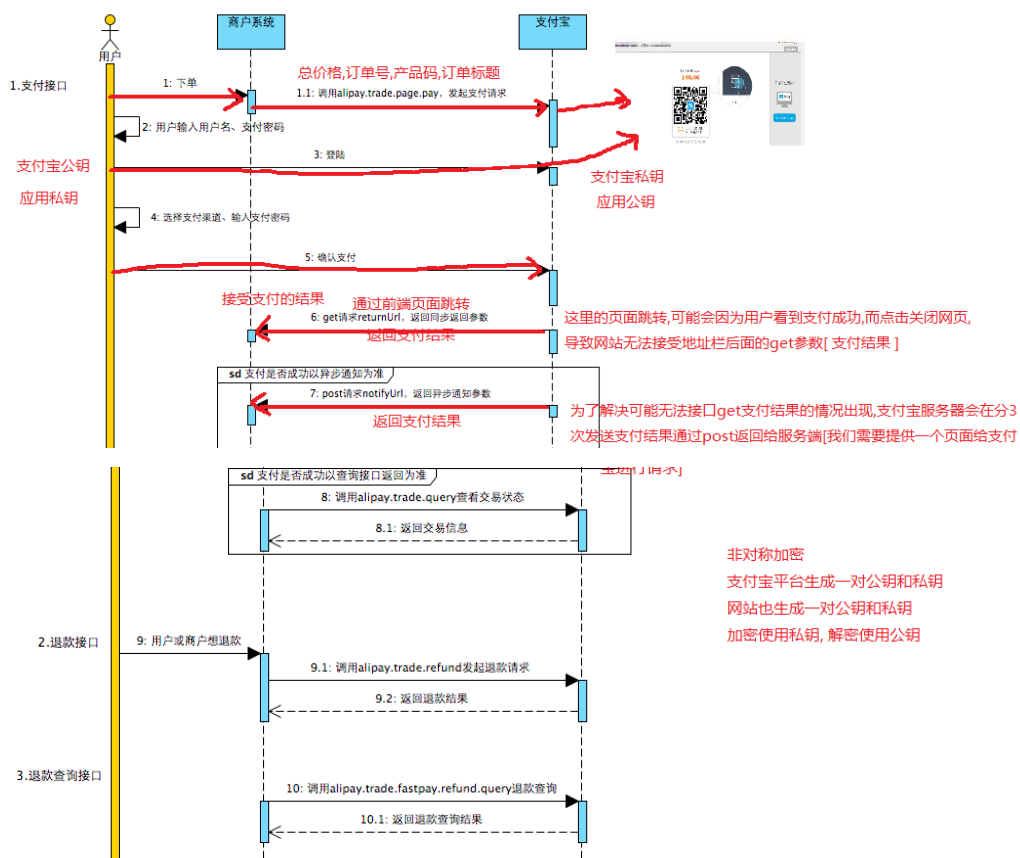 商户系统
支付宝
用户
1.支付接口
1: 下单
总价格,订单号,产品码,订单标题
1.1: 调用alipay.trade.page.pay，发起支付请求
2: 用户输入用户名、支付密码
3: 登陆
支付宝公钥
应用私钥
支付宝私钥
应用公钥
4: 选择支付渠道、输入支付密码
5: 确认支付
接受支付的结果
通过前端页面跳转
6: get请求returnUrl，返回同步返回参数
返回支付结果
这里的页面跳转,可能会因为用户看到支付成功,而点击关闭网页,
导致网站无法接受地址栏后面的get参数[ 支付结果 ]
sd 支付是否成功以异步通知为准
7: post请求notifyUrl，返回异步通知参数
返回支付结果
为了解决可能无法接口get支付结果的情况出现,支付宝服务器会在分3
次发送支付结果通过post返回给服务端[我们需要提供一个页面给支付
宝进行请求]
sd 支付是否成功以查询接口返回为准
8: 调用alipay.trade.query查看交易状态
8.1: 返回交易信息
非对称加密
支付宝平台生成一对公钥和私钥
网站也生成一对公钥和私钥
加密使用私钥, 解密使用公钥
2.退款接口
9: 用户或商户想退款
9.1: 调用alipay.trade.refund发起退款请求
9.2: 返回退款结果
3.退款查询接口
10: 调用alipay.trade.fastpay.refund.query退款查询
10.1: 返回退款查询结果